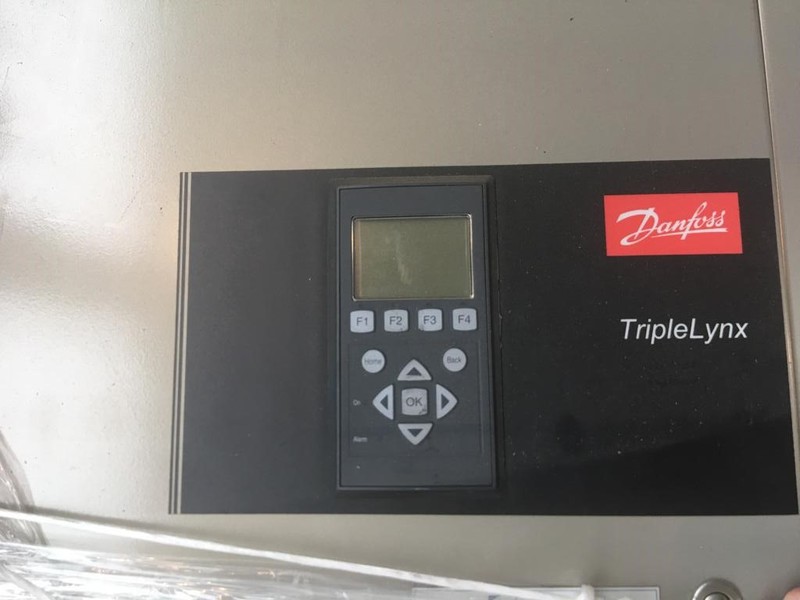 Danfoss
F1 F2 F3 F4
TripleLynx
Home Back
On OK
Alarm